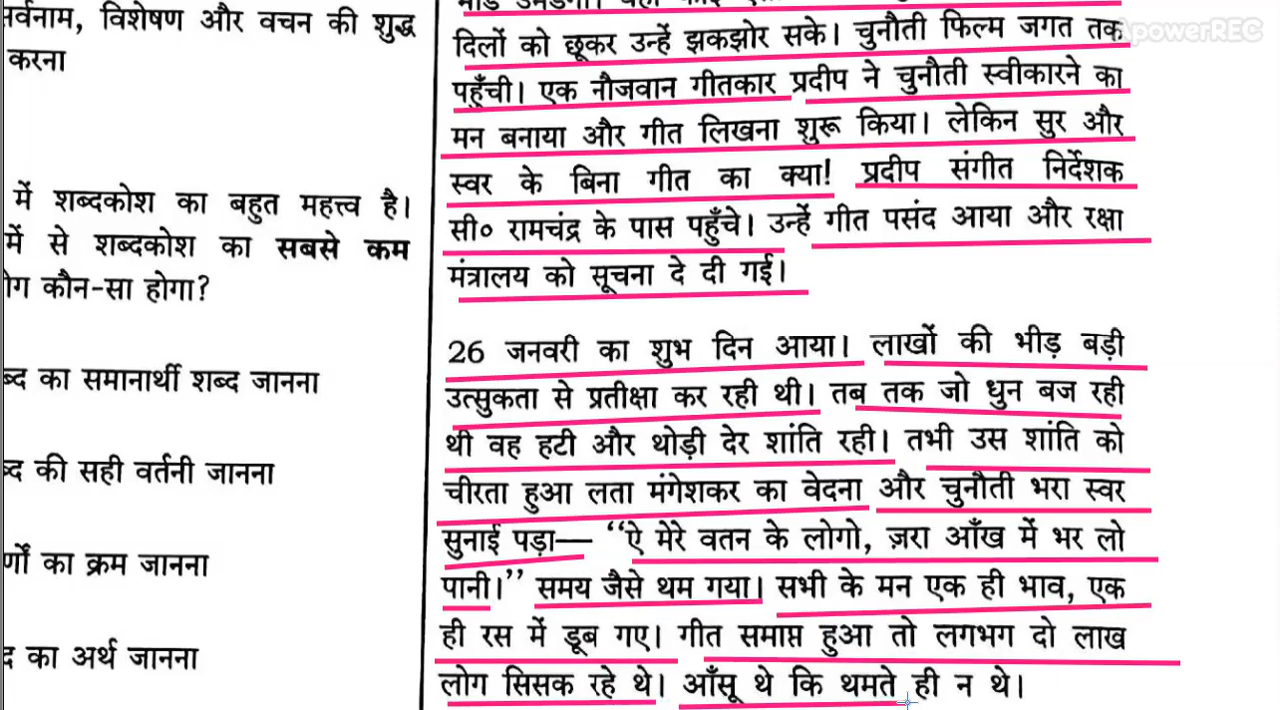 र्वनाम, विशेषण और वचन की शुद्ध
करना
में शब्दकोश का बहुत महत्त्व है।
में से शब्दकोश का सबसे कम
कौन-सा होगा?
का समानार्थी शब्द जानना
की सही वर्तनी जानना
का क्रम जानना
का अर्थ जानना
दिलों को छूकर उन्हें झकझोर सके। चुनौती फिल्म जगत तक
पहुँची। एक नौजवान गीतकार प्रदीप ने चुनौती स्वीकारने का
मन बनाया और गीत लिखना शुरू किया। लेकिन सुर और
स्वर के बिना गीत का क्या! प्रदीप संगीत निर्देशक
सी० रामचंद्र के पास पहुँचे। उन्हें गीत पसंद आया और रक्षा
मंत्रालय को सूचना दे दी गई।
26 जनवरी का शुभ दिन आया। लाखों की भीड़ बड़ी
उत्सुकता से प्रतीक्षा कर रही थी। तब तक जो धुन बज रही
थी वह हटी और थोड़ी देर शांति रही। तभी उस शांति को
चीरता हुआ लता मंगेशकर का वेदना और चुनौती भरा स्वर
सुनाई पड़ा— “ऐ मेरे वतन के लोगो, ज़रा आँख में भर लो
पानी।” समय जैसे थम गया। सभी के मन एक ही भाव, एक
ही रस में डूब गए। गीत समाप्त हुआ तो लगभग दो लाख
लोग सिसक रहे थे। आँसू थे कि थमते ही न थे।
ApowerREC